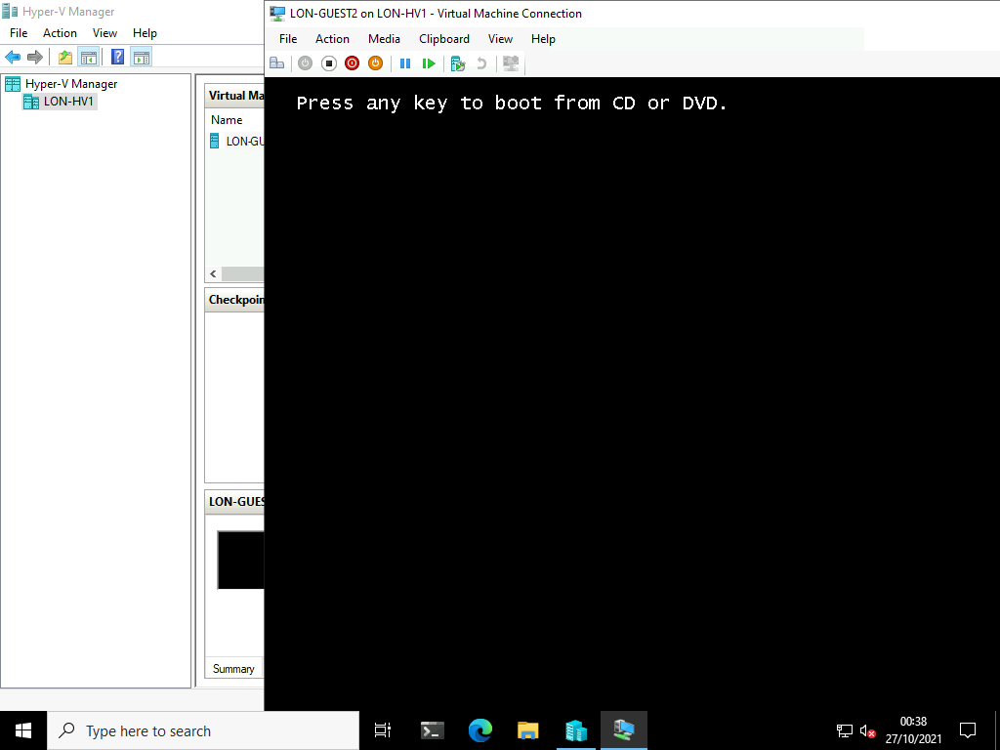 Hyper-V Manager
File Action View Help
Hyper-V Manager
LON-HV1
Virtual Ma
Name
LON-GU
Checkpoin
LON-GUES
Summary
LON-GUEST2 on LON-HV1 - Virtual Machine Connection
File Action Media Clipboard View Help
Press any key to boot from CD or DVD.
Type here to search
00:38
27/10/2021